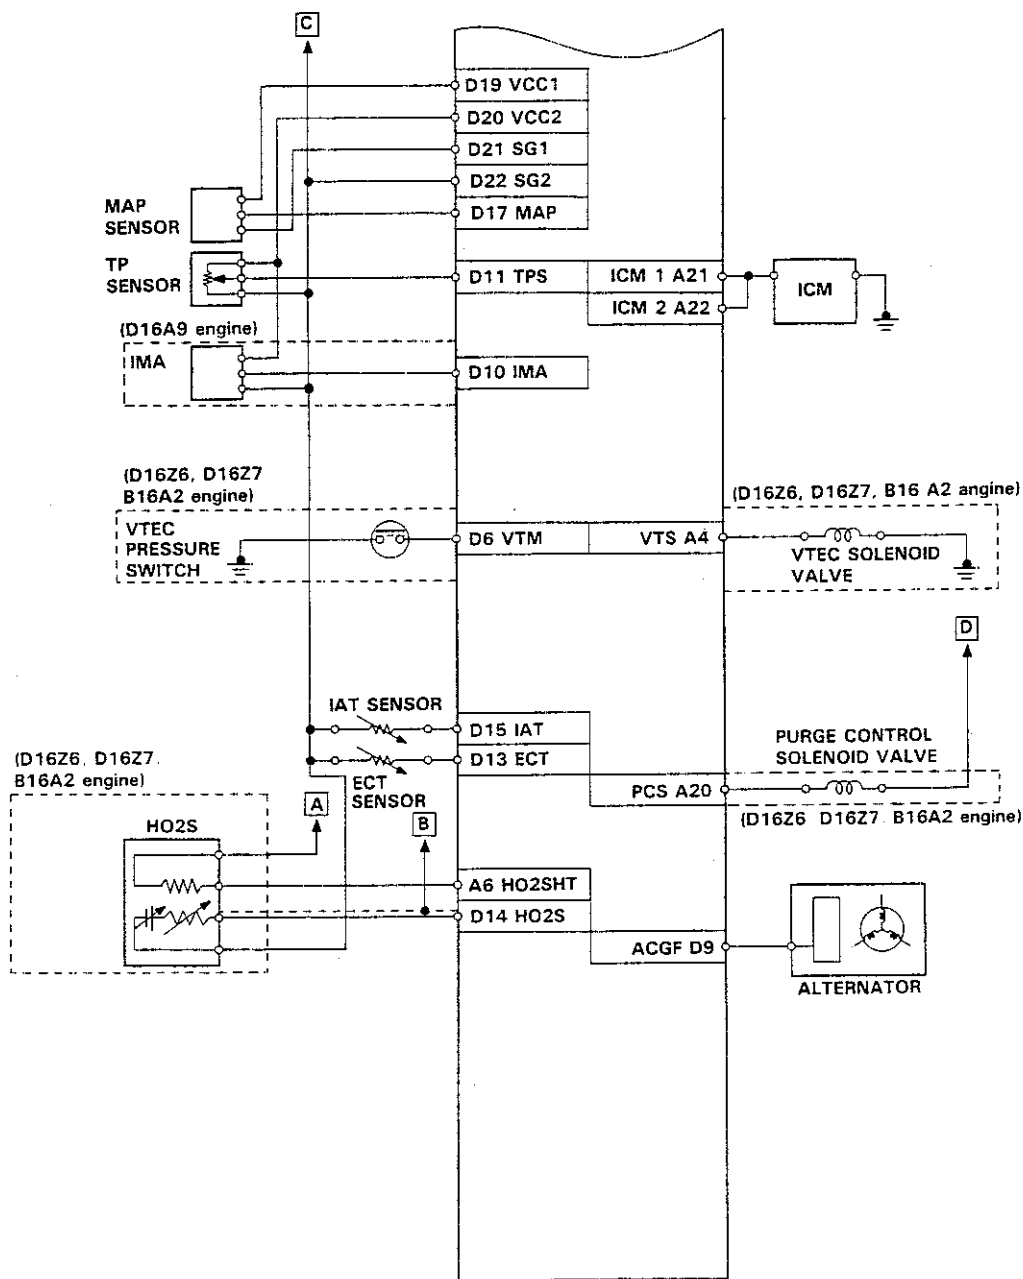 C
D19 VCC1
D20 VCC2
D21 SG1
D22 SG2
D17 MAP
MAP
SENSOR
TP
SENSOR
D11 TPS
ICM 1 A21
ICM 2 A22
ICM
(D16A9 engine)
IMA
D10 IMA
(D16Z6, D16Z7
B16A2 engine)
VTEC
PRESSURE
SWITCH
D6 VTM
VTS A4
(D16Z6, D16Z7, B16 A2 angine)
VTEC SOLENOID
VALVE
D
IAT SENSOR
D15 IAT
D13 ECT
ECT
SENSOR
PURGE CONTROL
SOLENOID VALVE
PCS A20
(D16Z6 D16Z7. B16A2 engine)
(D16Z6, D16Z7.
B16A2 engine)
A
B
HO2S
A6 HO2SHT
D14 HO2S
ACGF D9
ALTERNATOR